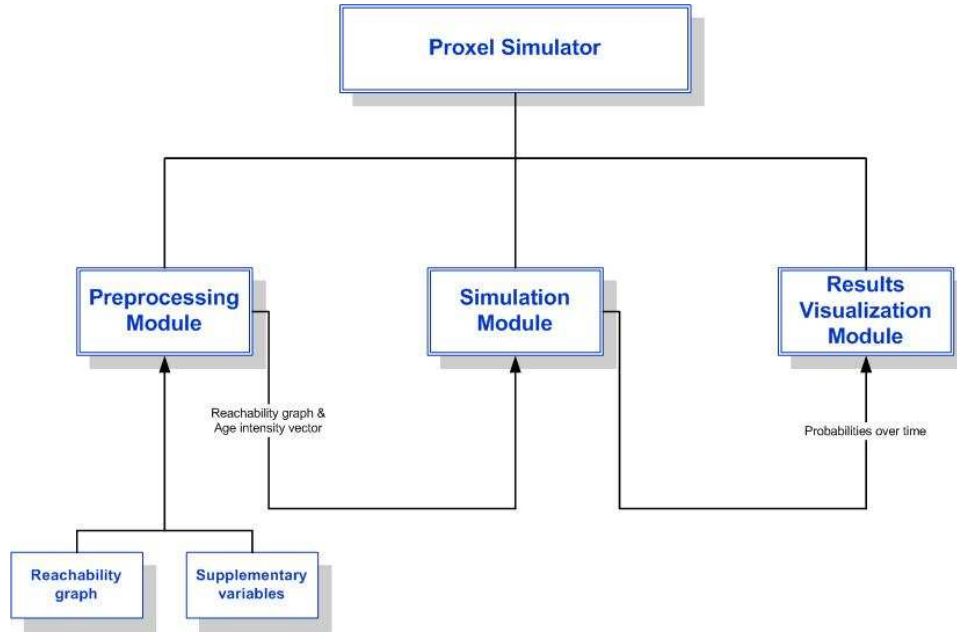 Proxel Simulator
Preprocessing
Module
Simulation
Module
Results
Visualization
Module
Reachability graph &
Age intensity vector
Probabilities over time
Reachability
graph
Supplementary
variables